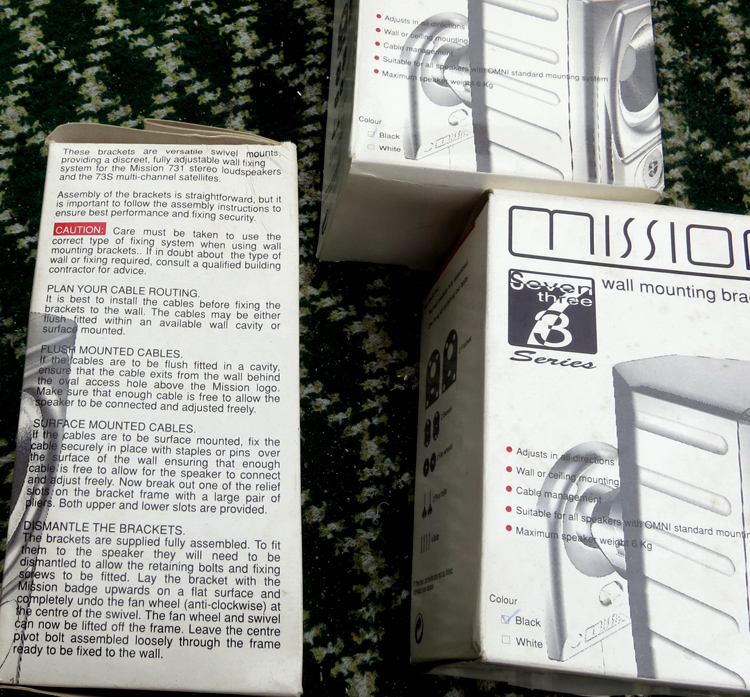 These brackets are versatile swivel mounts,
providing a discreet, fully adjustable wall fixing
system for the Mission 731 stereo loudspeakers
and the 73S multi-channel satellites.
Assembly of the brackets is straightforward, but it
is important to follow the assembly instructions to
ensure best performance and fixing security.
CAUTION: Care must be taken to use the
correct type of fixing system when using wall
mounting brackets.. If in doubt about the type of
wall or fixing required, consult a qualified building
contractor for advice.
PLAN YOUR CABLE ROUTING.
It is best to install the cables before fixing the
brackets to the wall. The cables may be either
flush fitted within an available wall cavity or
surface mounted.
FLUSH MOUNTED CABLES.
If the cables are to be flush fitted in a cavity,
ensure that the cable exits from the wall behind
the oval access hole above the Mission logo.
Make sure that enough cable is free to allow the
speaker to be connected and adjusted freely.
SURFACE MOUNTED CABLES.
If the cables are to be surface mounted, fix the
cable securely in place with staples or pins over
the surface of the wall ensuring that enough
cable is free to allow for the speaker to connect
and adjust freely. Now break out one of the relief
slots on the bracket frame with a large pair of
pliers. Both upper and lower slots are provided.
DISMANTLE THE BRACKETS.
The brackets are supplied fully assembled. To fit
them to the speaker they will need to be
dismantled to allow the retaining bolts and fixing
screws to be fitted. Lay the bracket with the
Mission badge upwards on a flat surface and
completely undo the fan wheel (anti-clockwise) at
the centre of the swivel. The fan wheel and swivel
can now be lifted off the frame. Leave the centre
pivot bolt assembled loosely through the frame
ready to be fixed to the wall.
Adjusts in all directions
Wall or ceiling mounting
Cable management
Suitable for all speakers with OMNI standard mounting system
Maximum speaker weight 6 Kg
Colour
Black
White
mission
MISSIO
Seven
three
3
Series
wall mounting bra
Adjusts in all directions
Wall or ceiling mounting
Cable management
Suitable for all speakers with OMNI standard mountin
Maximum speaker weight 6 Kg
Colour
Black
White
mission